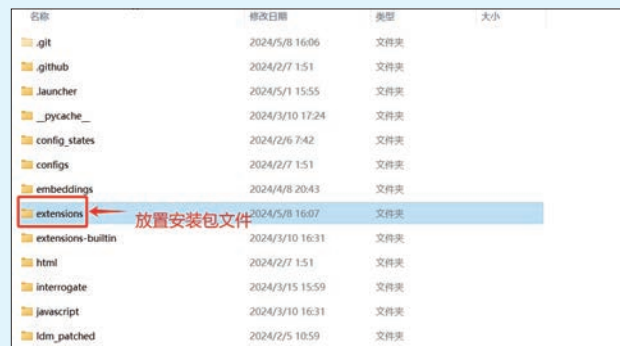 名称 修改日期 类型 大小
.git 2024/5/8 16:06 文件夹
.github 2024/2/7 1:51 文件夹
.launcher 2024/5/1 15:55 文件夹
__pycache__ 2024/3/10 17:24 文件夹
config_states 2024/2/6 7:42 文件夹
configs 2024/2/7 1:51 文件夹
embeddings 2024/4/8 20:43 文件夹
extensions 放置安装包文件 2024/5/8 16:07 文件夹
extensions-builtin 2024/3/10 16:31 文件夹
html 2024/2/7 1:51 文件夹
interrogate 2024/3/15 15:59 文件夹
javascript 2024/3/10 16:31 文件夹
ldm_patched 2024/2/5 10:59 文件夹